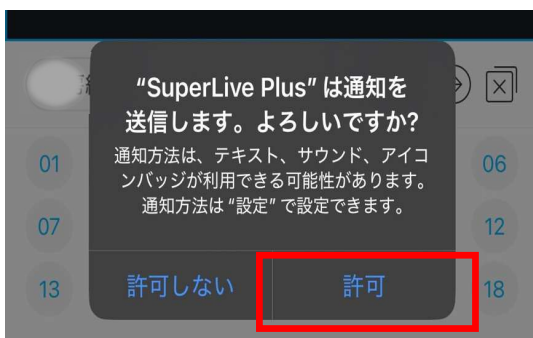 “SuperLive Plus” は通知を
送信します。よろしいですか?
通知方法は、テキスト、サウンド、アイコ
ンバッジが利用できる可能性があります。
通知方法は “設定” で設定できます。
01
06
07
12
許可しない
許可
13
18